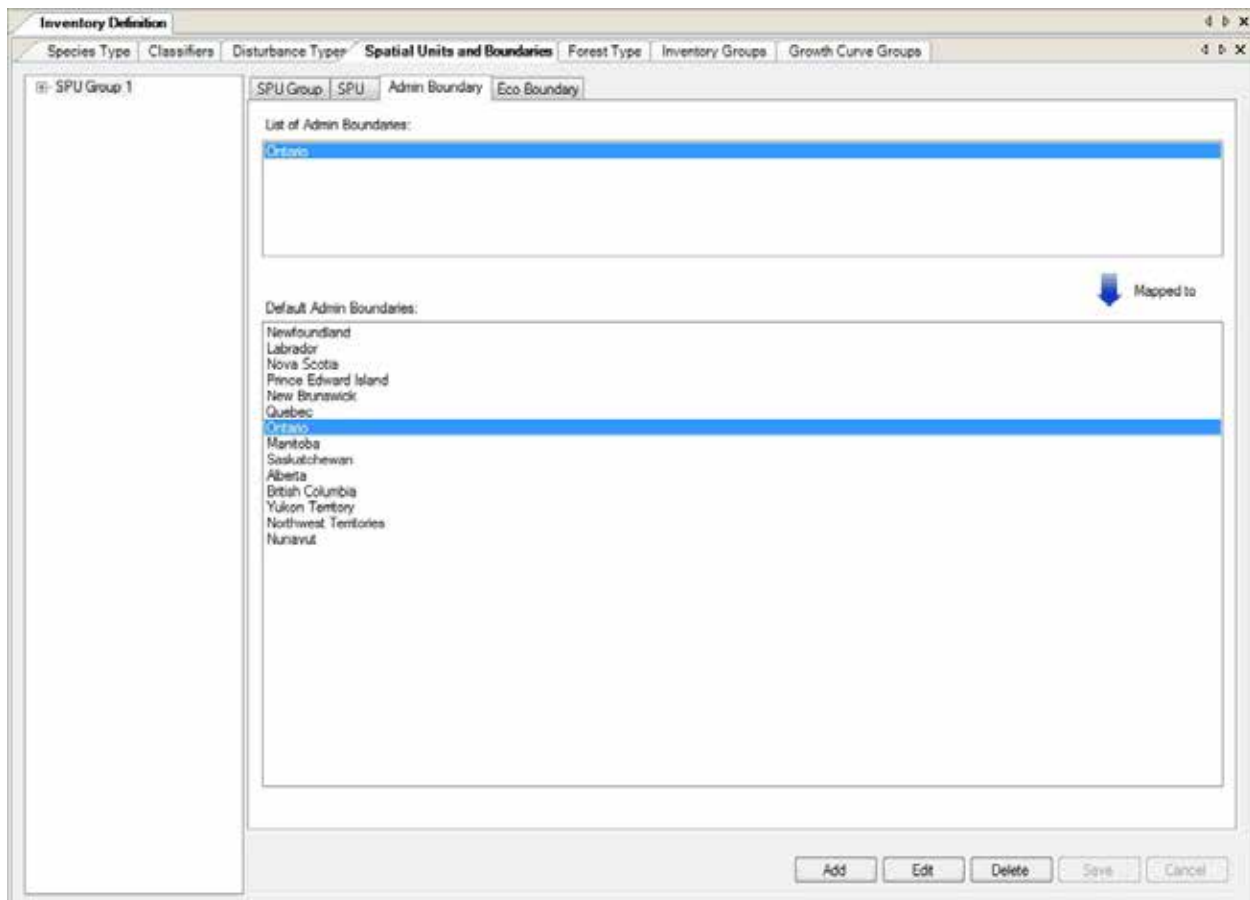 Inventory Definition
Species Type Classifiers Disturbance Types Spatial Units and Boundaries Forest Type Inventory Groups Growth Curve Groups
SPU Group 1
SPU Group SPU Admin Boundary Eco Boundary
List of Admin Boundaries:
Ontario
Mapped to
Default Admin Boundaries:
Newfoundland
Labrador
Nova Scotia
Prince Edward Island
New Brunswick
Quebec
Ontario
Manitoba
Saskatchewan
Alberta
British Columbia
Yukon Territory
Northwest Territories
Nunavut
Add Edit Delete Save Cancel